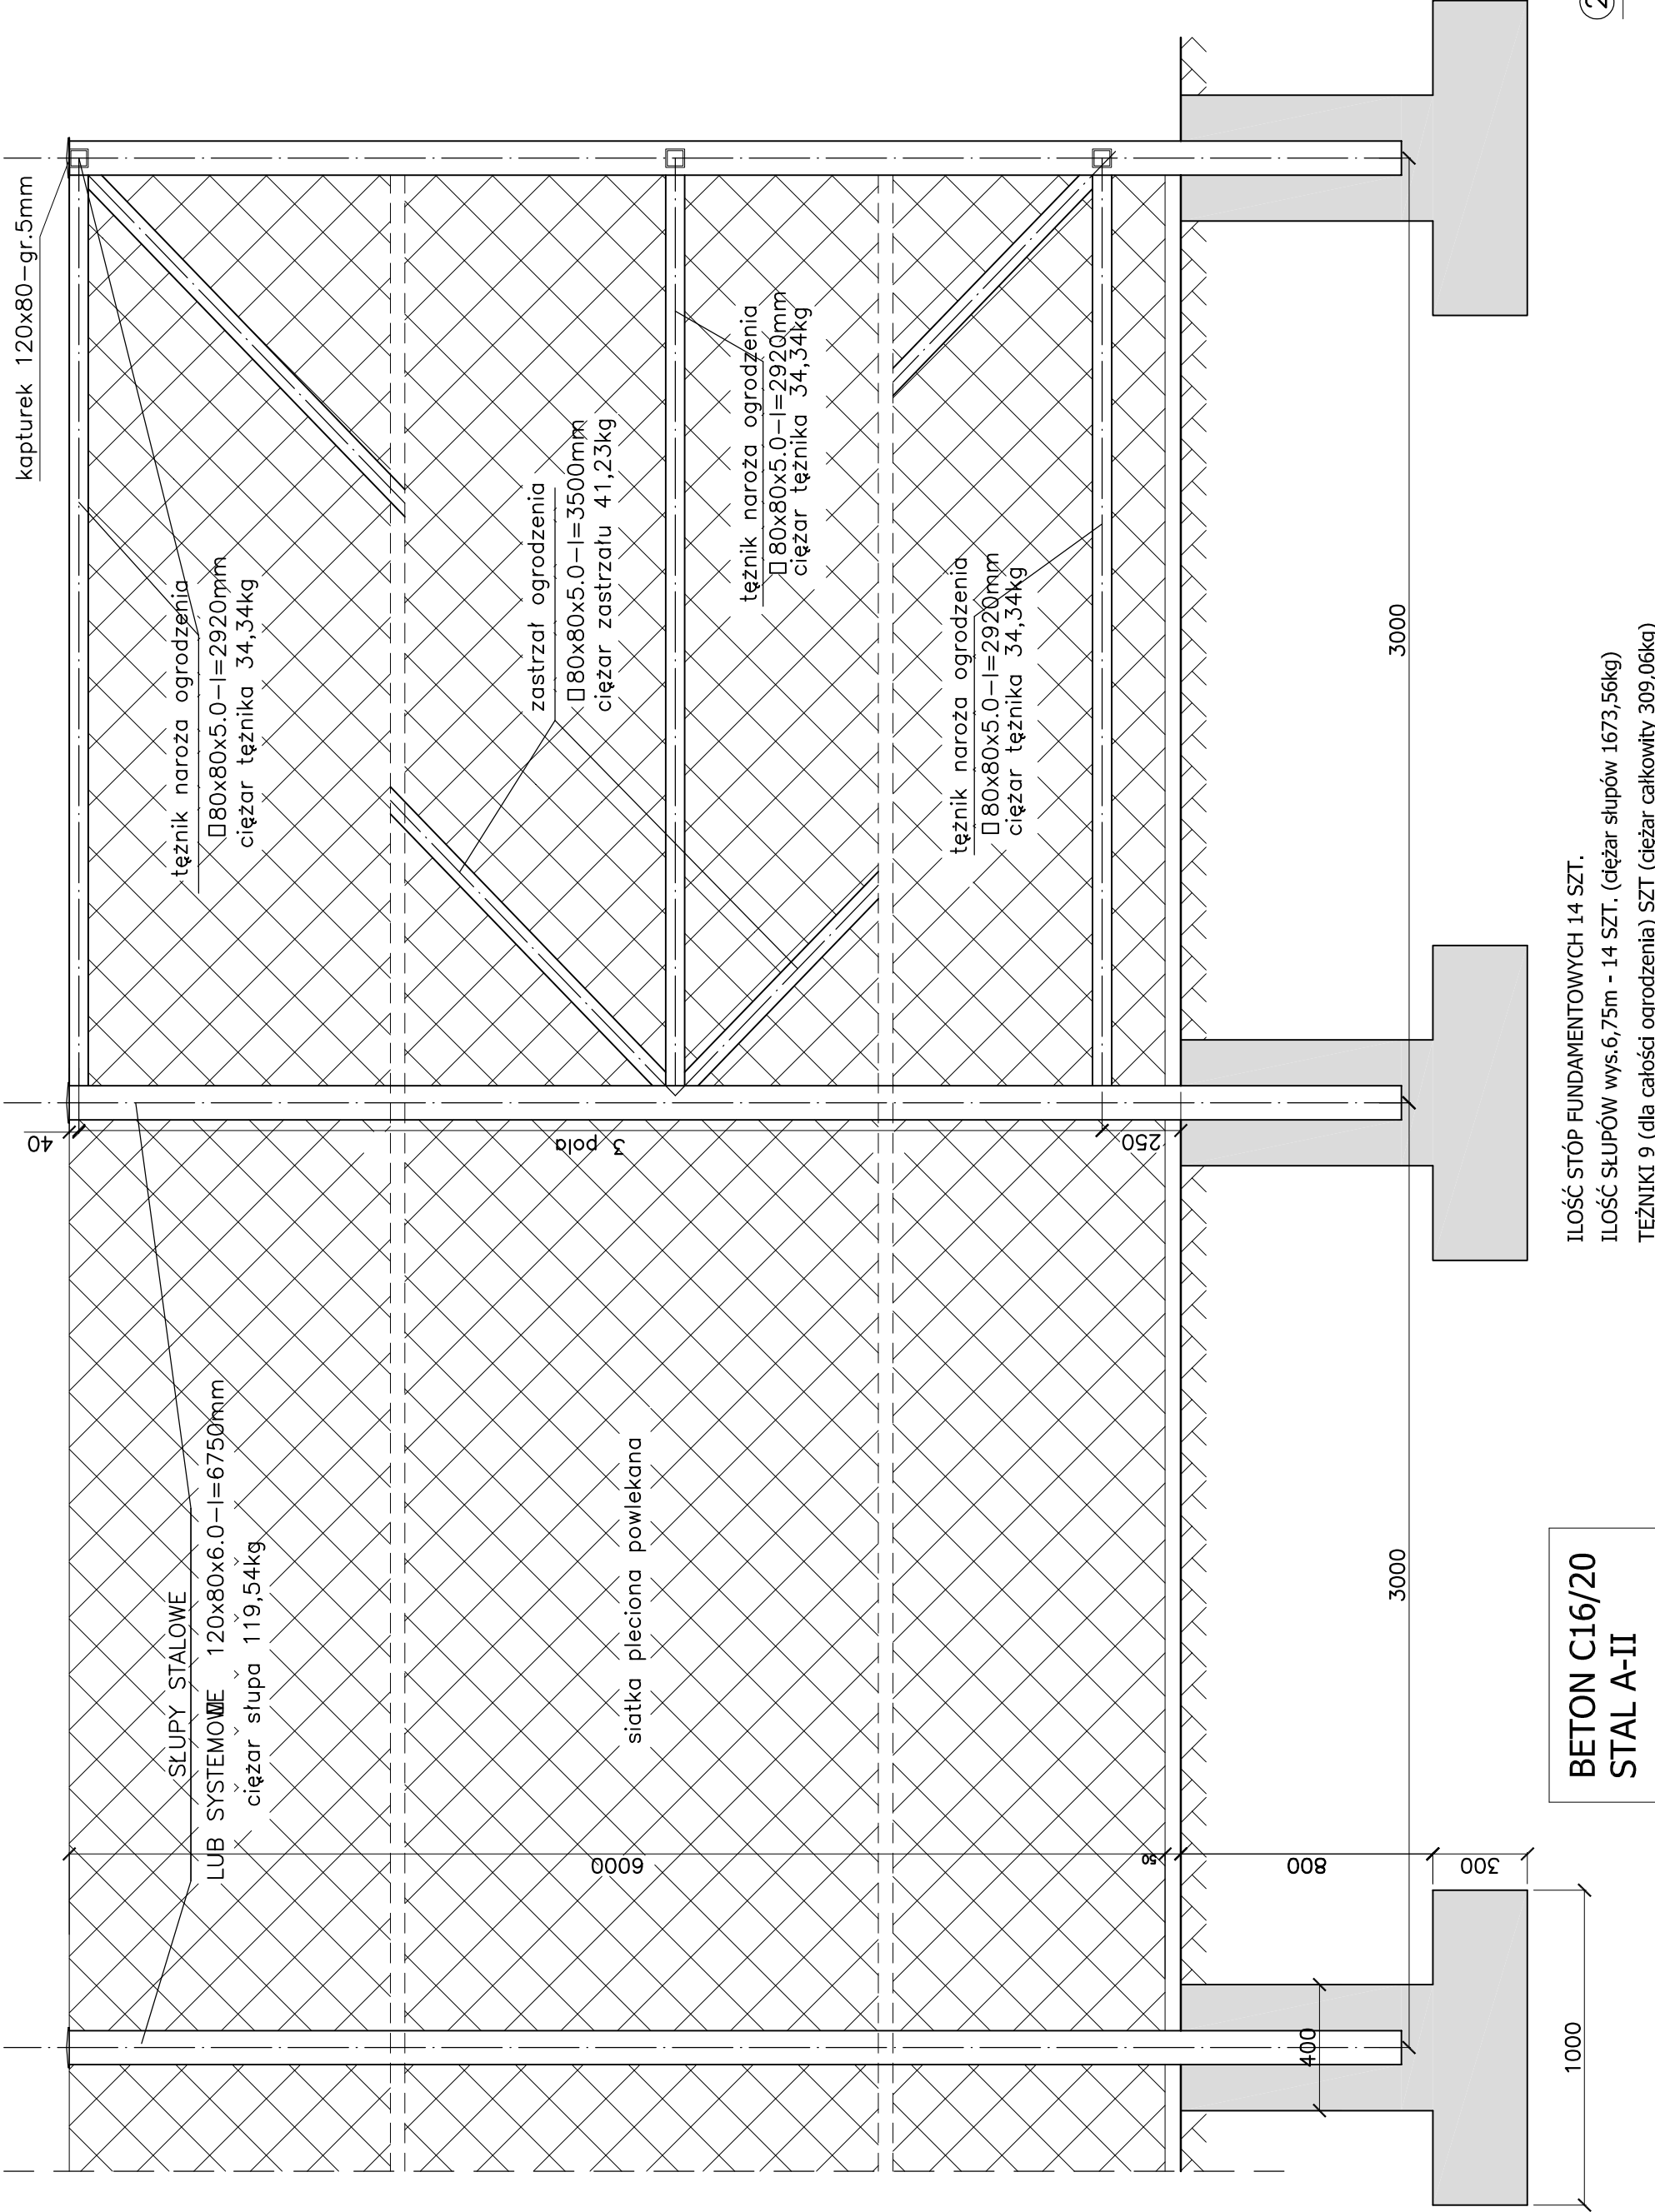 kapturek 120x80-gr.5mm
40
SŁUPY STALOWE
LUB SYSTEMOWE 120x80x6.0-l=6750mm
ciężar słupa 119,54kg
tężnik naroża ogrodzenia
□80x80x5.0-l=2920mm
ciężar tężnika 34,34kg
zastrzał ogrodzenia
□80x80x5.0-l=3500mm
ciężar zastrzału 41,23kg
siatka pleciona powlekana
6000
3 pola
tężnik naroża ogrodzenia
□80x80x5.0-l=2920mm
ciężar tężnika 34,34kg
tężnik naroża ogrodzenia
□80x80x5.0-l=2920mm
ciężar tężnika 34,34kg
50
250
800
400
300
3000
3000
1000
BETON C16/20
STAL A-II
ILOŚĆ STÓP FUNDAMENTOWYCH 14 SZT.
ILOŚĆ SŁUPÓW wys.6,75m - 14 SZT. (ciężar słupów 1673,56kg)
TĘŻNIKI 9 (dla całości ogrodzenia) SZT (ciężar całkowity 309,06kg)
2